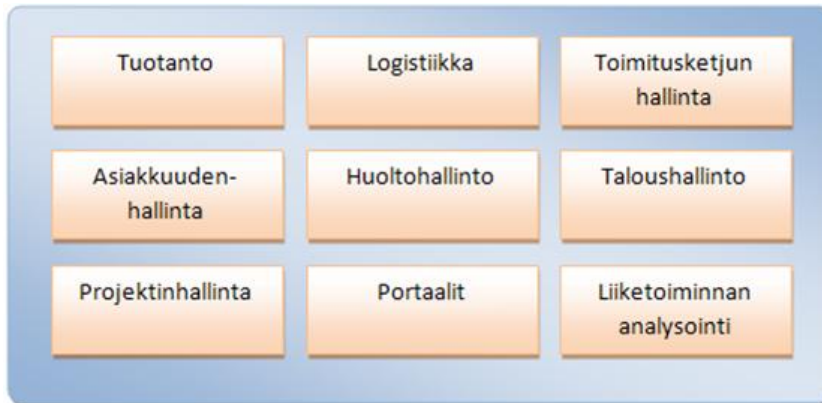 Tuotanto
Logistiikka
Toimitusketjun
hallinta
Asiakkuuden-
hallinta
Huoltohallinto
Taloushallinto
Projektinhallinta
Portaalit
Liiketoiminnan
analysointi